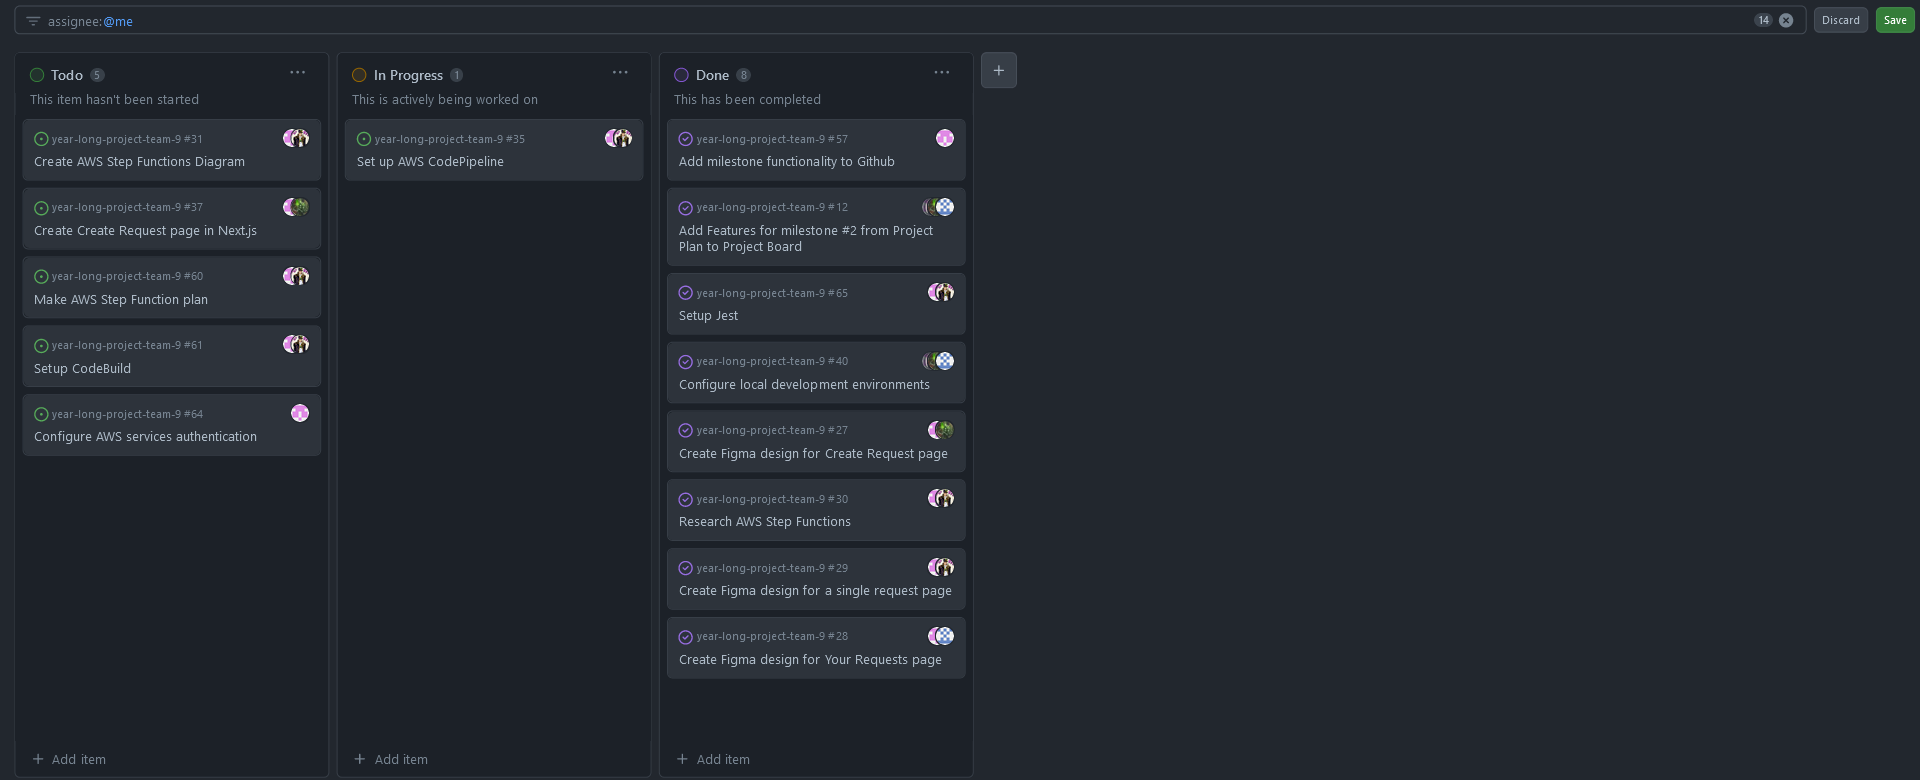 assignee:@me
14
Discard
Save
Todo 5
This item hasn't been started
year-long-project-team-9 #31
Create AWS Step Functions Diagram
year-long-project-team-9 #37
Create Create Request page in Next.js
year-long-project-team-9 #60
Make AWS Step Function plan
year-long-project-team-9 #61
Setup CodeBuild
year-long-project-team-9 #64
Configure AWS services authentication
Add item
In Progress 1
This is actively being worked on
year-long-project-team-9 #35
Set up AWS CodePipeline
Add item
Done 8
This has been completed
year-long-project-team-9 #57
Add milestone functionality to Github
year-long-project-team-9 #12
Add Features for milestone #2 from Project
Plan to Project Board
year-long-project-team-9 #65
Setup Jest
year-long-project-team-9 #40
Configure local development environments
year-long-project-team-9 #27
Create Figma design for Create Request page
year-long-project-team-9 #30
Research AWS Step Functions
year-long-project-team-9 #29
Create Figma design for a single request page
year-long-project-team-9 #28
Create Figma design for Your Requests page
Add item